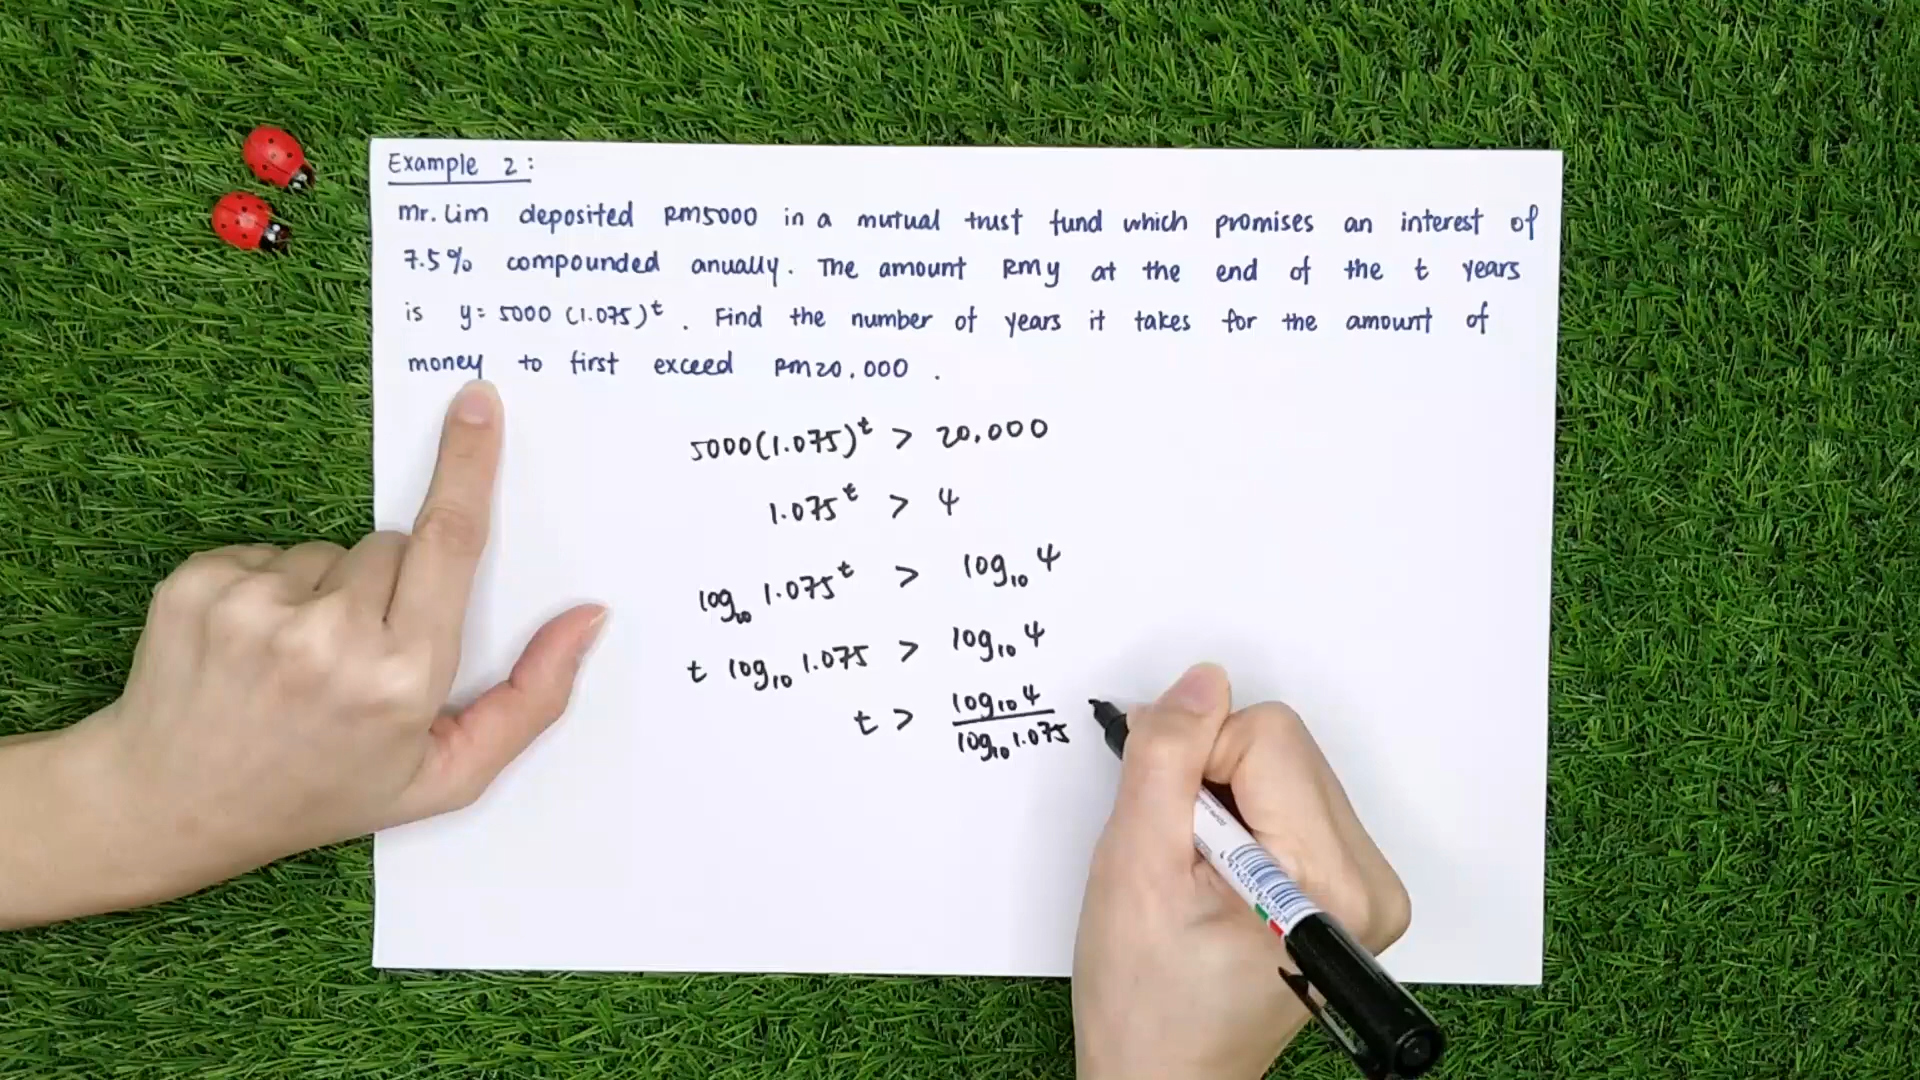 Example 2:
Mr. Lim deposited RM5000 in a mutual trust fund which promises an interest of
7.5% compounded anually. The amount RMy at the end of the t years
is y = 5000 (1.075)^t. Find the number of years it takes for the amount of
money to first exceed RM20,000.
5000(1.075)^t > 20,000
1.075^t > 4
log₁₀ 1.075^t > log₁₀ 4
t log₁₀ 1.075 > log₁₀ 4
t > log₁₀ 4 / log₁₀ 1.075